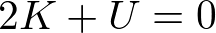 2K + U = 0